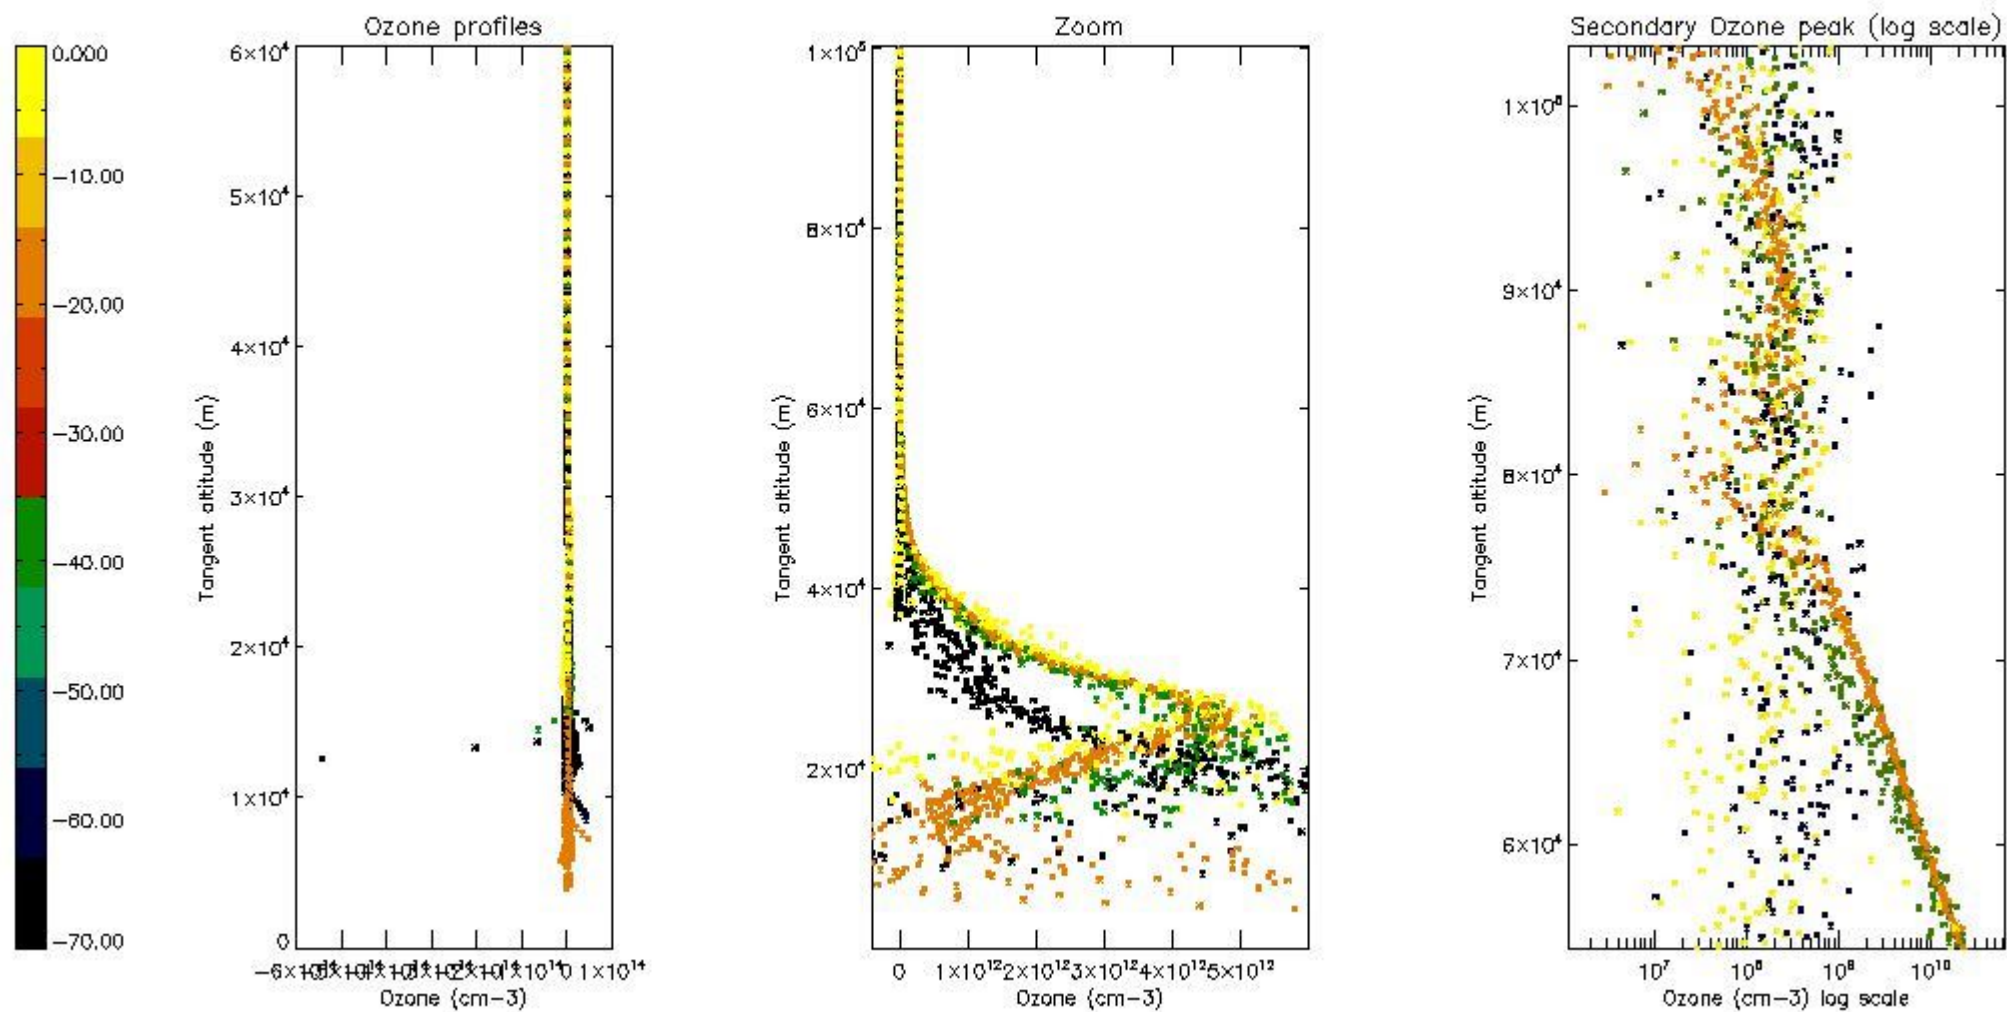 Ozone profiles
Zoom
Secondary Ozone peak (log scale)
0.000
−10.00
−20.00
−30.00
−40.00
−50.00
−60.00
−70.00
Tangent altitude (m)
6×10⁴
5×10⁴
4×10⁴
3×10⁴
2×10⁴
1×10⁴
0
0 1×10¹⁴
Ozone (cm−3)
Tangent altitude (m)
1×10⁵
8×10⁴
6×10⁴
4×10⁴
2×10⁴
0 1×10¹² 2×10¹² 3×10¹² 4×10¹² 5×10¹²
Ozone (cm−3)
Tangent altitude (m)
9×10⁴
8×10⁴
7×10⁴
6×10⁴
10⁷ 10⁸ 10⁹ 10¹⁰
Ozone (cm−3) log scale